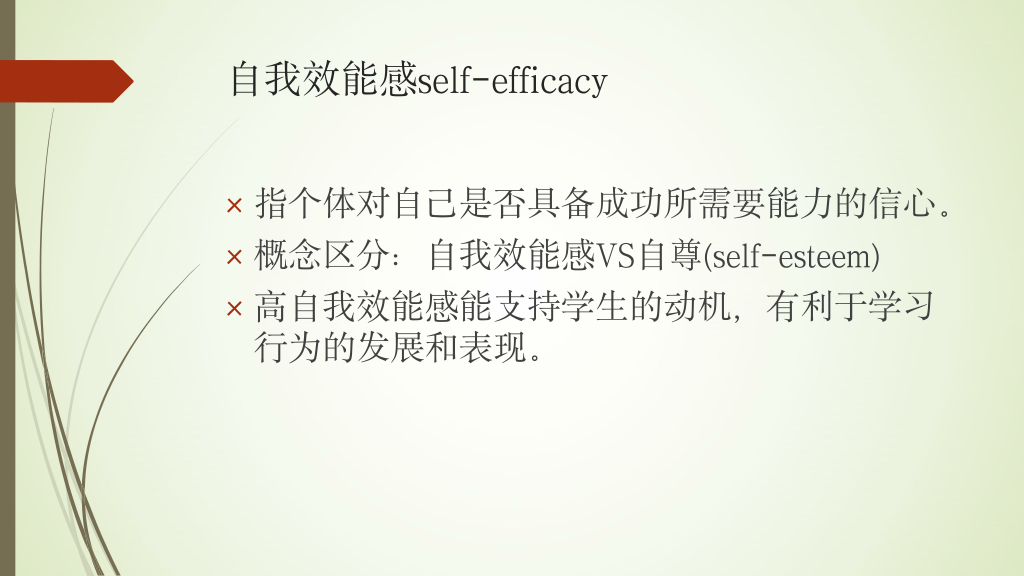 自我效能感self-efficacy
× 指个体对自己是否具备成功所需要能力的信心。
× 概念区分：自我效能感VS自尊(self-esteem)
× 高自我效能感能支持学生的动机，有利于学习
行为的发展和表现。